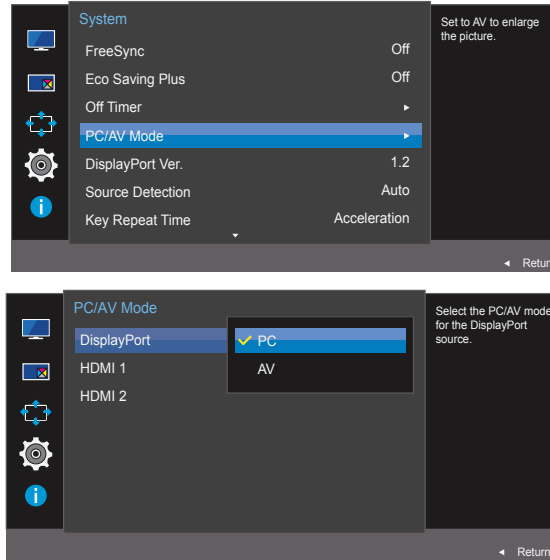 System
Set to AV to enlarge
the picture.
FreeSync Off
Eco Saving Plus Off
Off Timer
PC/AV Mode
DisplayPort Ver. 1.2
Source Detection Auto
Key Repeat Time Acceleration
Retur
PC/AV Mode
Select the PC/AV mode
for the DisplayPort
source.
DisplayPort PC
HDMI 1 AV
HDMI 2
Return